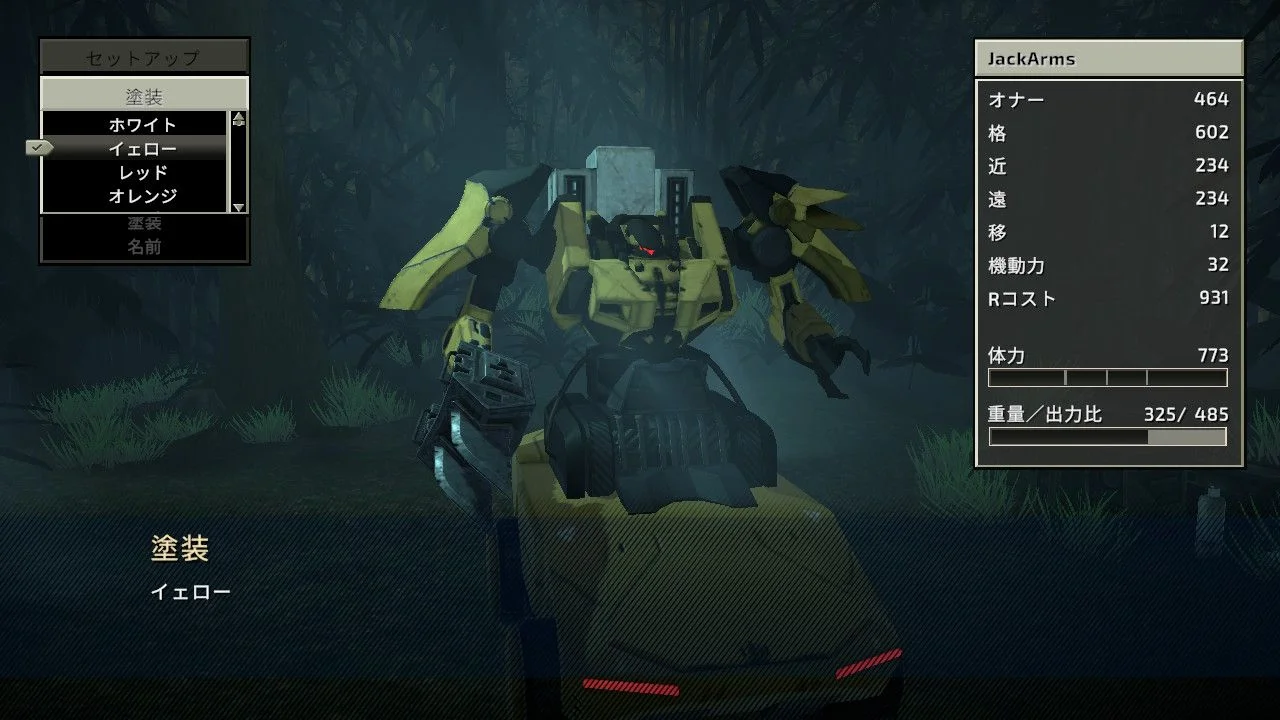 セットアップ
塗装
ホワイト
イェロー
レッド
オレンジ
塗装
名前
JackArms
オナー 464
格 602
近 234
遠 234
移 12
機動力 32
Rコスト 931
体力 773
重量／出力比 325/ 485
塗装
イェロー